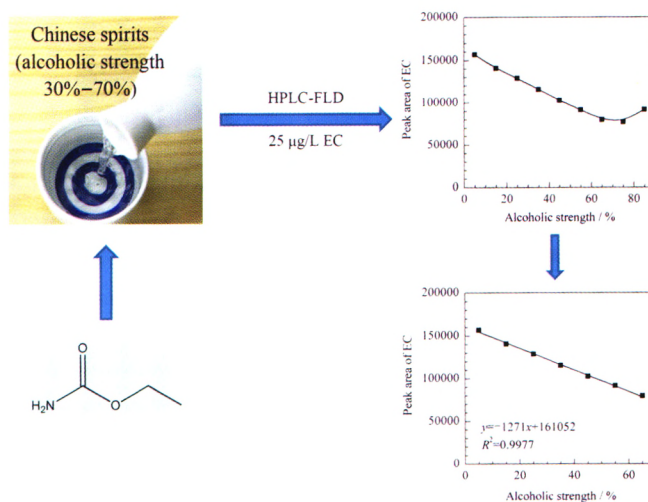 Chinese spirits
(alcoholic strength
30%−70%)
HPLC-FLD
25 μg/L EC
Peak area of EC
200000
150000
100000
50000
0
0 20 40 60 80
Alcoholic strength / %
H₂N
O
O
Peak area of EC
200000
150000
100000
50000
0
y=−1271x+161052
R²=0.9977
0 20 40 60
Alcoholic strength / %